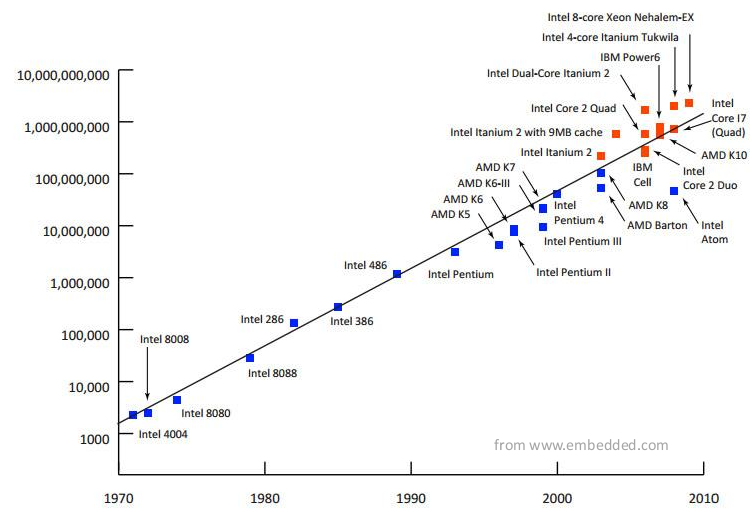 Intel 8-core Xeon Nehalem-EX
Intel 4-core Itanium Tukwila
IBM Power6
Intel Dual-Core Itanium 2
10,000,000,000
Intel Core 2 Quad
Intel
Core I7
(Quad)
1,000,000,000
Intel Itanium 2 with 9MB cache
Intel Itanium 2
AMD K10
AMD K7
IBM
Cell
Intel
Core 2 Duo
100,000,000
AMD K6-III
AMD K6
AMD K5
Intel
Pentium 4
AMD K8
AMD Barton
Intel
Atom
10,000,000
Intel Pentium III
Intel 486
Intel Pentium
Intel Pentium II
1,000,000
Intel 286
Intel 386
100,000
Intel 8008
Intel 8088
10,000
Intel 8080
Intel 4004
1000
from www.embedded.com
1970
1980
1990
2000
2010